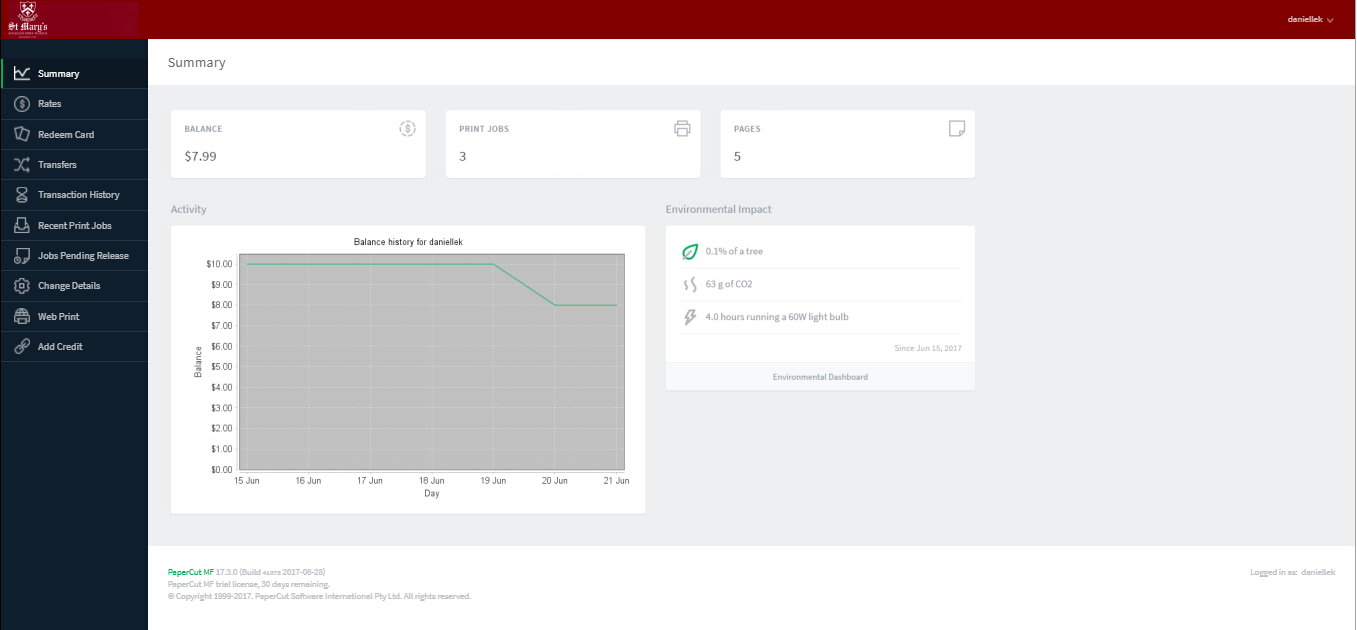 St Mary's
daniellek
Summary
Rates
Redeem Card
Transfers
Transaction History
Recent Print Jobs
Jobs Pending Release
Change Details
Web Print
Add Credit
Summary
BALANCE
$7.99
PRINT JOBS
3
PAGES
5
Activity
Balance history for daniellek
$10.00
$9.00
$8.00
$7.00
$6.00
$5.00
$4.00
$3.00
$2.00
$1.00
$0.00
Balance
15 Jun 16 Jun 17 Jun 18 Jun 19 Jun 20 Jun 21 Jun
Day
Environmental Impact
0.1% of a tree
63 g of CO2
4.0 hours running a 60W light bulb
Since Jun 15, 2017
Environmental Dashboard
PaperCut MF 17.3.0 (Build 41073 2017-06-28)
PaperCut MF trial license, 30 days remaining.
© Copyright 1999-2017. PaperCut Software International Pty Ltd. All rights reserved.
Logged in as: daniellek